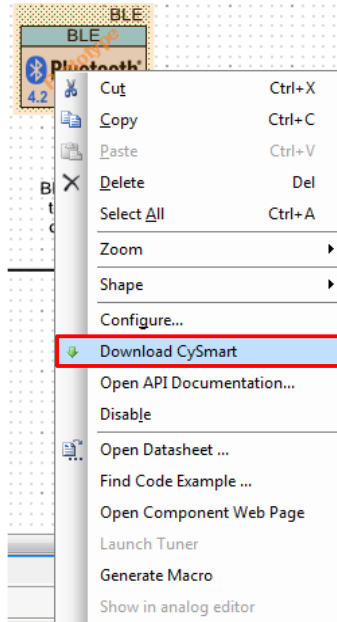 BLE
BLE
Prototype
Bluetooth®
4.2
Cut Ctrl+X
Copy Ctrl+C
Paste Ctrl+V
Delete Del
Select All Ctrl+A
Zoom
Shape
Configure...
Download CySmart
Open API Documentation...
Disable
Open Datasheet ...
Find Code Example ...
Open Component Web Page
Launch Tuner
Generate Macro
Show in analog editor